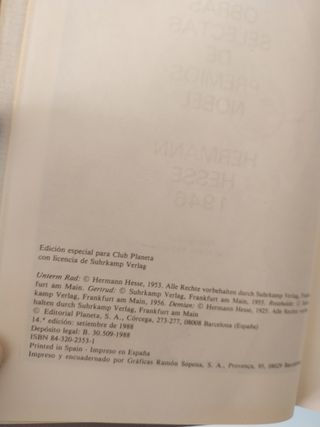 OBRAS
SELECTAS
DE
PREMIOS
NOBEL
HERMANN
HESSE
1946
Edición especial para Club Planeta
con licencia de Suhrkamp Verlag
Unterm Rad: © Hermann Hesse, 1953. Alle Rechte vorbehalten durch Suhrkamp Verlag, Frank-
furt am Main. Gertrud: © Suhrkamp Verlag, Frankfurt am Main, 1955. Rosshalde:
kamp Verlag, Frankfurt am Main, 1956. Demian: © Hermann Hesse, 1925. Alle Rechte vorbe-
halten durch Suhrkamp Verlag, Frankfurt am Main
© Editorial Planeta, S. A., Córcega, 273-277, 08008 Barcelona (España)
14.ª edición: setiembre de 1988
Depósito legal: B. 30.509-1988
ISBN 84-320-2353-1
Printed in Spain - Impreso en España
Impreso y encuadernado por Gráficas Ramón Sopena, S. A., Provenza, 95, 08029 Barcelona